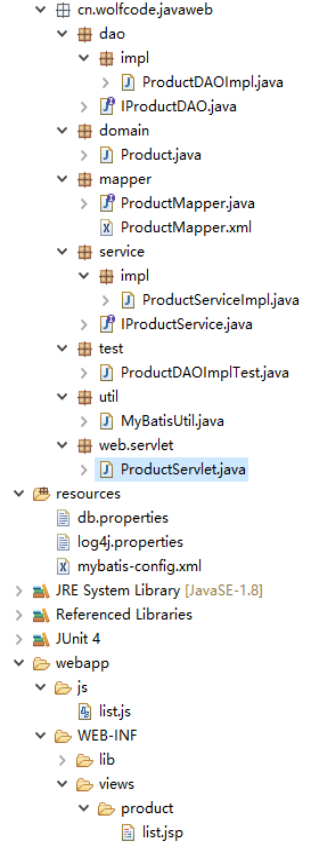 cn.wolfcode.javaweb
dao
impl
ProductDAOImpl.java
IProductDAO.java
domain
Product.java
mapper
ProductMapper.java
ProductMapper.xml
service
impl
ProductServiceImpl.java
IProductService.java
test
ProductDAOImplTest.java
util
MyBatisUtil.java
web.servlet
ProductServlet.java
resources
db.properties
log4j.properties
mybatis-config.xml
JRE System Library [JavaSE-1.8]
Referenced Libraries
JUnit 4
webapp
js
list.js
WEB-INF
lib
views
product
list.jsp